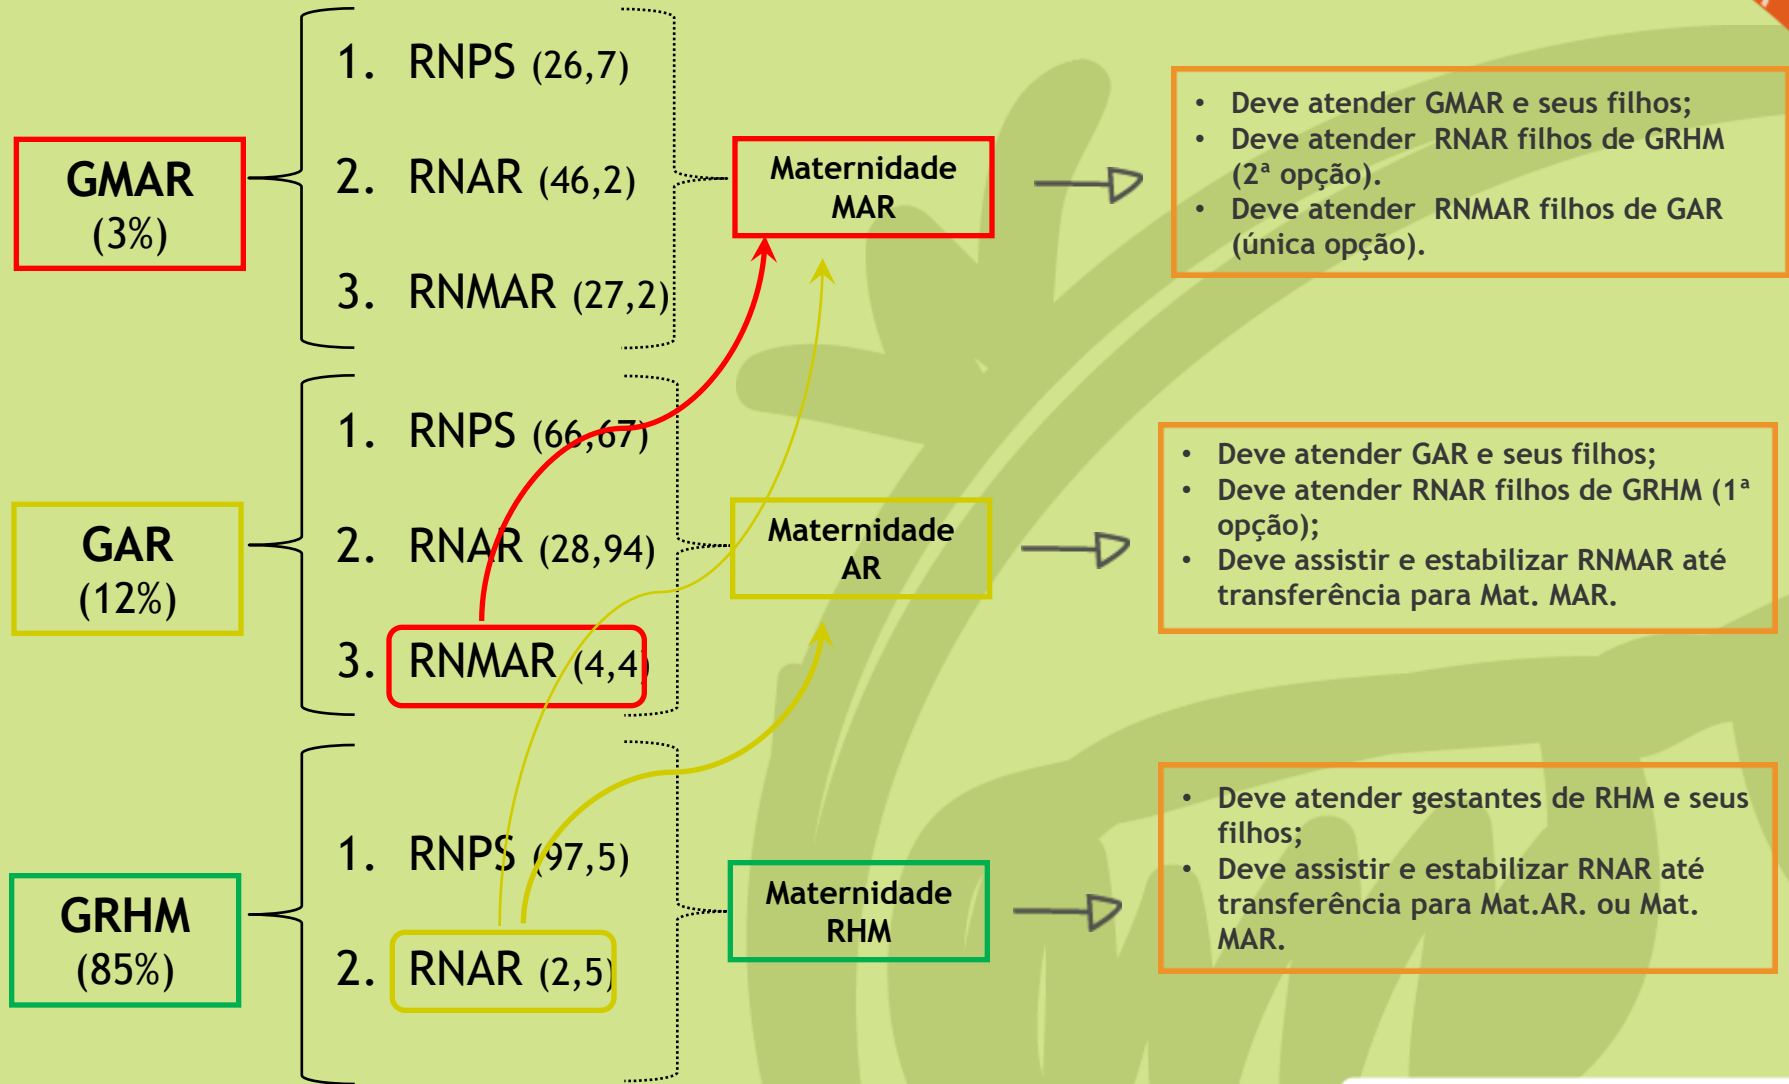 GMAR
(3%)
1. RNPS (26,7)
2. RNAR (46,2)
3. RNMAR (27,2)
Maternidade
MAR
• Deve atender GMAR e seus filhos;
• Deve atender RNAR filhos de GRHM
(2ª opção).
• Deve atender RNMAR filhos de GAR
(única opção).
GAR
(12%)
1. RNPS (66,67)
2. RNAR (28,94)
3. RNMAR (4,4)
Maternidade
AR
• Deve atender GAR e seus filhos;
• Deve atender RNAR filhos de GRHM (1ª
opção);
• Deve assistir e estabilizar RNMAR até
transferência para Mat. MAR.
GRHM
(85%)
1. RNPS (97,5)
2. RNAR (2,5)
Maternidade
RHM
• Deve atender gestantes de RHM e seus
filhos;
• Deve assistir e estabilizar RNAR até
transferência para Mat.AR. ou Mat.
MAR.